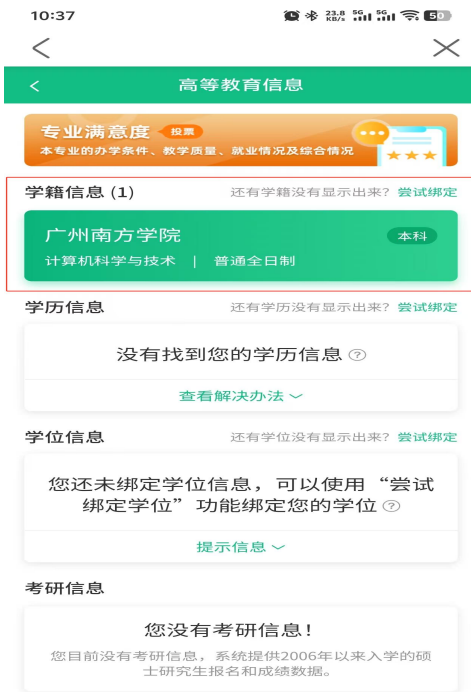 10:37
23.8 KB/s 5G 5G 50
高等教育信息
专业满意度 投票
本专业的办学条件、教学质量、就业情况及综合情况
学籍信息 (1) 还有学籍没有显示出来？尝试绑定
广州南方学院 本科
计算机科学与技术 | 普通全日制
学历信息 还有学历没有显示出来？尝试绑定
没有找到您的学历信息
查看解决办法
学位信息 还有学位没有显示出来？尝试绑定
您还未绑定学位信息，可以使用“尝试
绑定学位”功能绑定您的学位
提示信息
考研信息
您没有考研信息！
您目前没有考研信息，系统提供2006年以来入学的硕
士研究生报名和成绩数据。